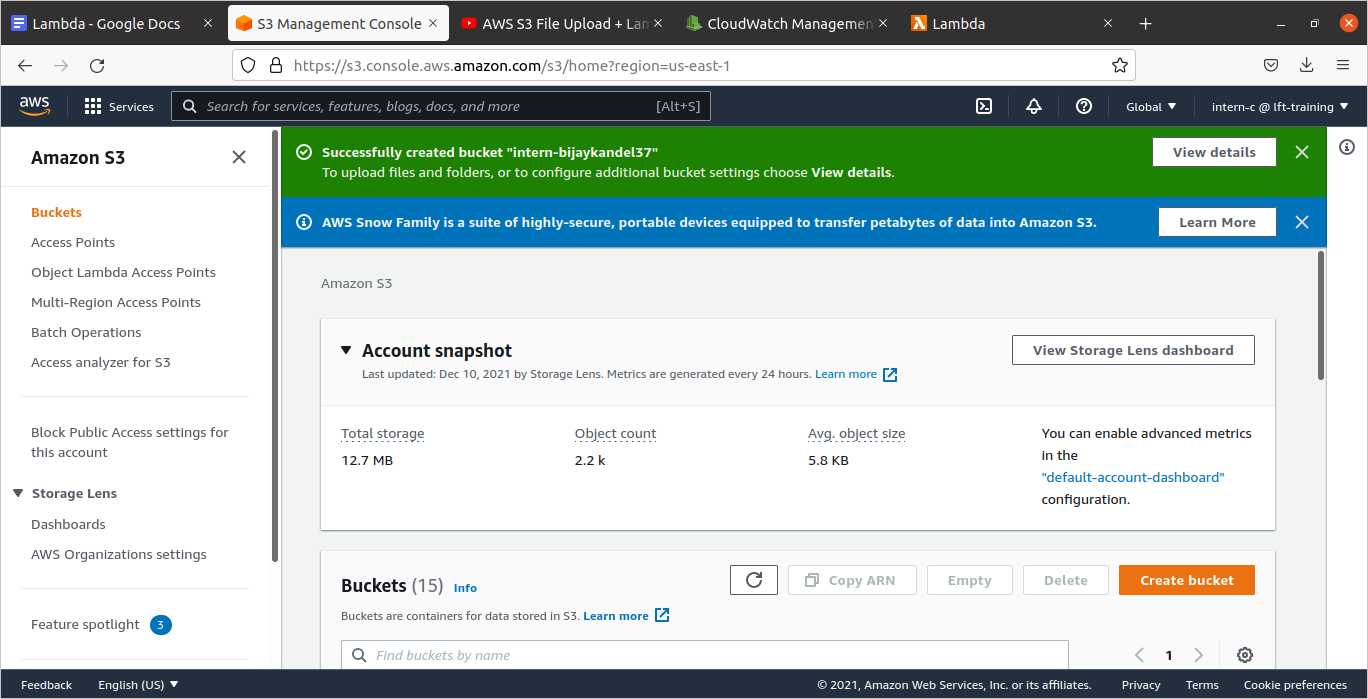 Lambda - Google Docs
S3 Management Console
AWS S3 File Upload + Lam
CloudWatch Managemen
Lambda
https://s3.console.aws.amazon.com/s3/home?region=us-east-1
aws
Services
Search for services, features, blogs, docs, and more
[Alt+S]
Global
intern-c @ lft-training
Amazon S3
Buckets
Access Points
Object Lambda Access Points
Multi-Region Access Points
Batch Operations
Access analyzer for S3
Block Public Access settings for
this account
Storage Lens
Dashboards
AWS Organizations settings
Feature spotlight 3
Successfully created bucket "intern-bijaykandel37"
To upload files and folders, or to configure additional bucket settings choose View details.
View details
AWS Snow Family is a suite of highly-secure, portable devices equipped to transfer petabytes of data into Amazon S3.
Learn More
Amazon S3
Account snapshot
Last updated: Dec 10, 2021 by Storage Lens. Metrics are generated every 24 hours. Learn more
View Storage Lens dashboard
Total storage
12.7 MB
Object count
2.2 k
Avg. object size
5.8 KB
You can enable advanced metrics
in the
"default-account-dashboard"
configuration.
Buckets (15) Info
Buckets are containers for data stored in S3. Learn more
Copy ARN
Empty
Delete
Create bucket
Find buckets by name
1
Feedback
English (US)
© 2021, Amazon Web Services, Inc. or its affiliates.
Privacy
Terms
Cookie preferences